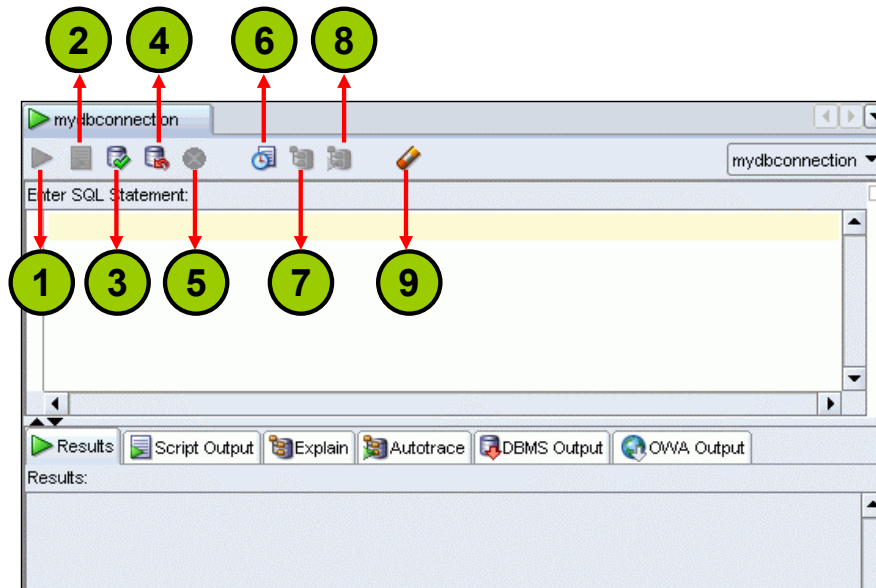 2 4 6 8
mydbconnection
mydbconnection
Enter SQL Statement:
1 3 5 7 9
Results Script Output Explain Autotrace DBMS Output OWA Output
Results: